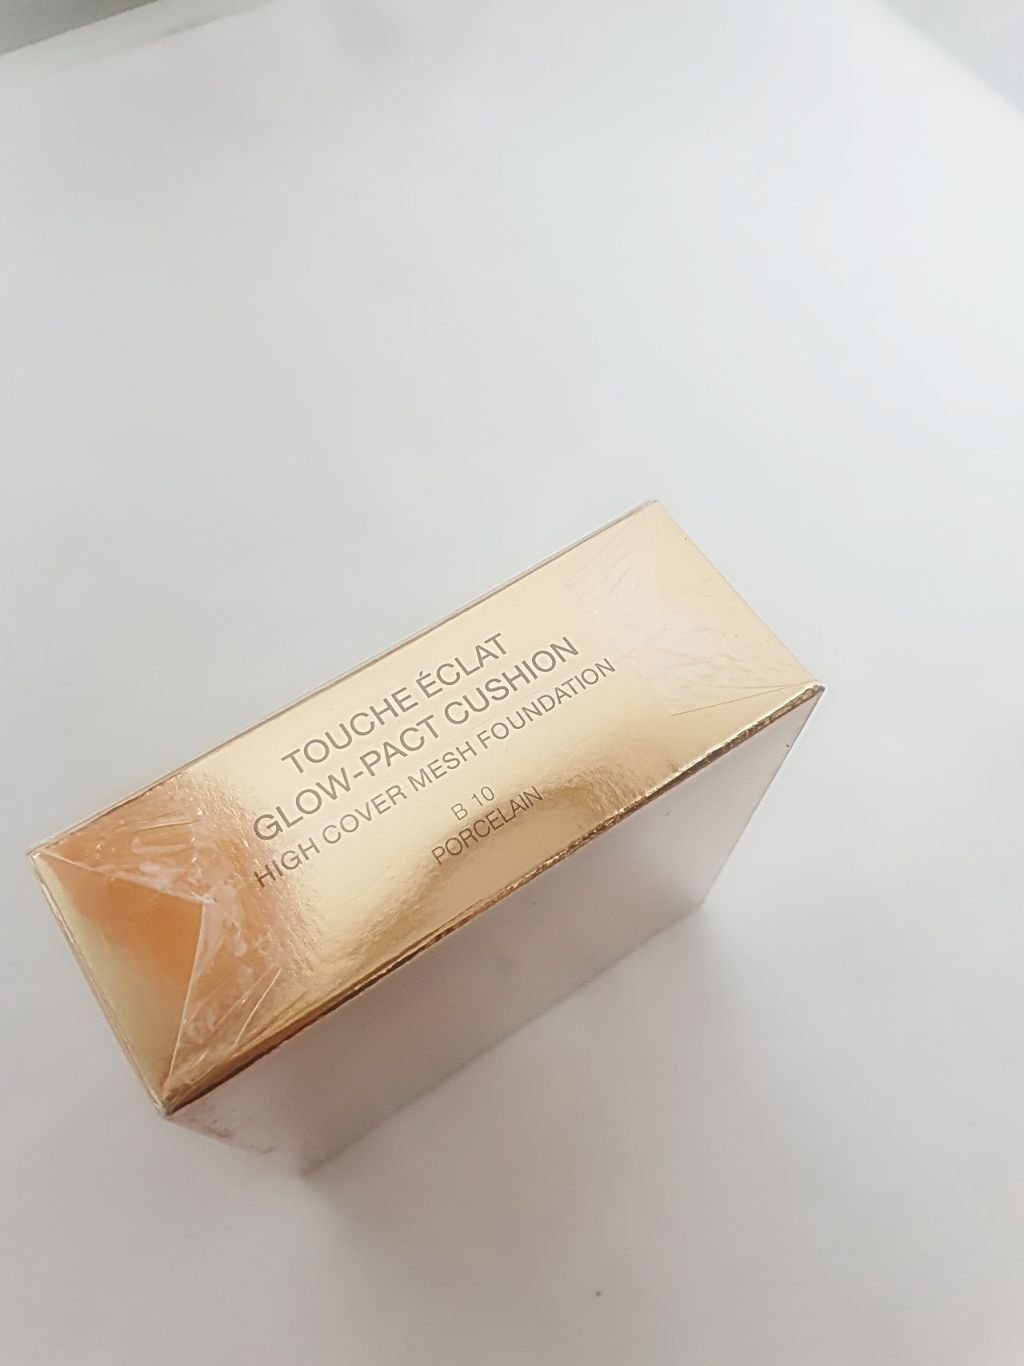 TOUCHE ÉCLAT
GLOW-PACT CUSHION
HIGH COVER MESH FOUNDATION
B 10
PORCELAIN